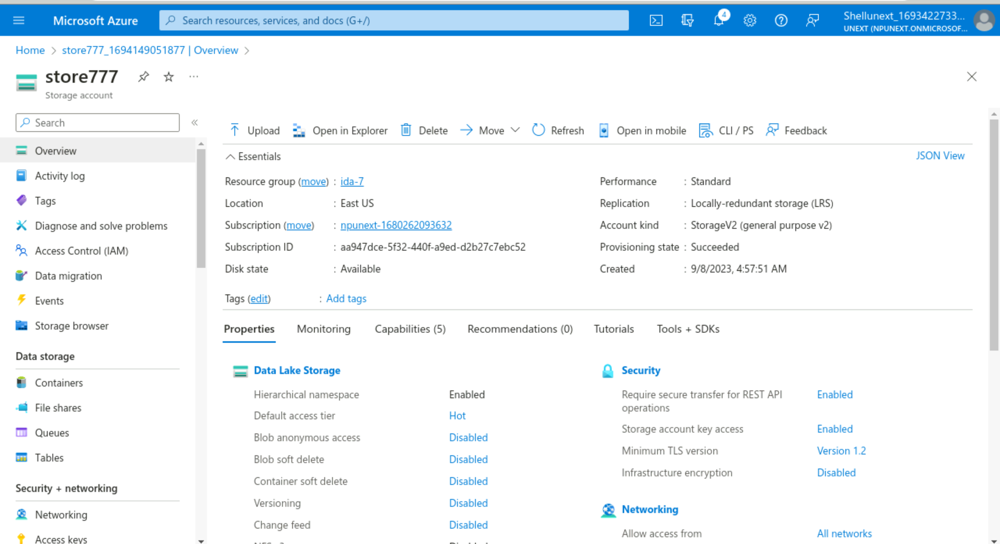 Microsoft Azure
Search resources, services, and docs (G+/)
4
Shellunext_1693422733...
UNEXT (NPUNEXT.ONMICROSOF...
Home > store777_1694149051877 | Overview >
store777
...
Storage account
Search
«
Overview
Activity log
Tags
Diagnose and solve problems
Access Control (IAM)
Data migration
Events
Storage browser
Data storage
Containers
File shares
Queues
Tables
Security + networking
Networking
Access keys
Upload
Open in Explorer
Delete
Move
Refresh
Open in mobile
CLI / PS
Feedback
Essentials
JSON View
Resource group (move) : ida-7
Location : East US
Subscription (move) : npunext-1680262093632
Subscription ID : aa947dce-5f32-440f-a9ed-d2b27c7ebc52
Disk state : Available
Performance : Standard
Replication : Locally-redundant storage (LRS)
Account kind : StorageV2 (general purpose v2)
Provisioning state : Succeeded
Created : 9/8/2023, 4:57:51 AM
Tags (edit) : Add tags
Properties
Monitoring
Capabilities (5)
Recommendations (0)
Tutorials
Tools + SDKs
Data Lake Storage
Hierarchical namespace Enabled
Default access tier Hot
Blob anonymous access Disabled
Blob soft delete Disabled
Container soft delete Disabled
Versioning Disabled
Change feed Disabled
Security
Require secure transfer for REST API
operations Enabled
Storage account key access Enabled
Minimum TLS version Version 1.2
Infrastructure encryption Disabled
Networking
Allow access from All networks